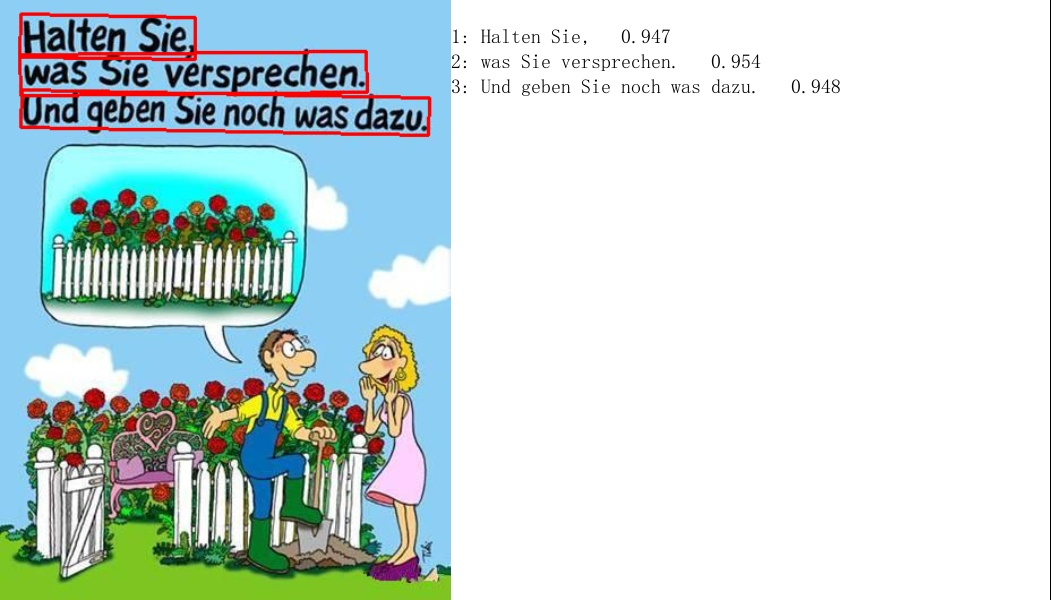 Halten Sie,
was Sie versprechen.
Und geben Sie noch was dazu.
1: Halten Sie, 0.947
2: was Sie versprechen. 0.954
3: Und geben Sie noch was dazu. 0.948